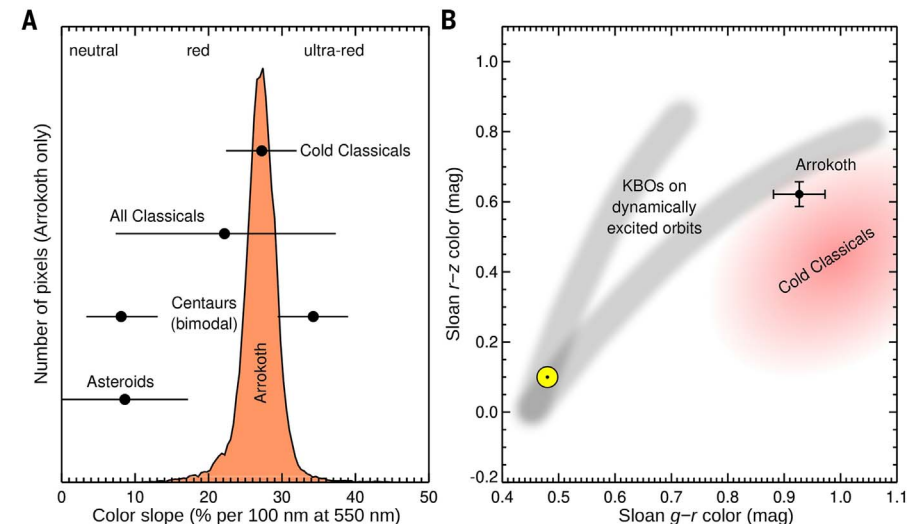 A
neutral
red
ultra-red
Cold Classicals
All Classicals
Centaurs
(bimodal)
Asteroids
Arrokoth
Number of pixels (Arrokoth only)
0
10
20
30
40
50
Color slope (% per 100 nm at 550 nm)
B
1.0
0.8
0.6
0.4
0.2
0.0
-0.2
Sloan r−z color (mag)
KBOs on
dynamically
excited orbits
Arrokoth
Cold Classicals
0.4
0.5
0.6
0.7
0.8
0.9
1.0
1.1
Sloan g−r color (mag)